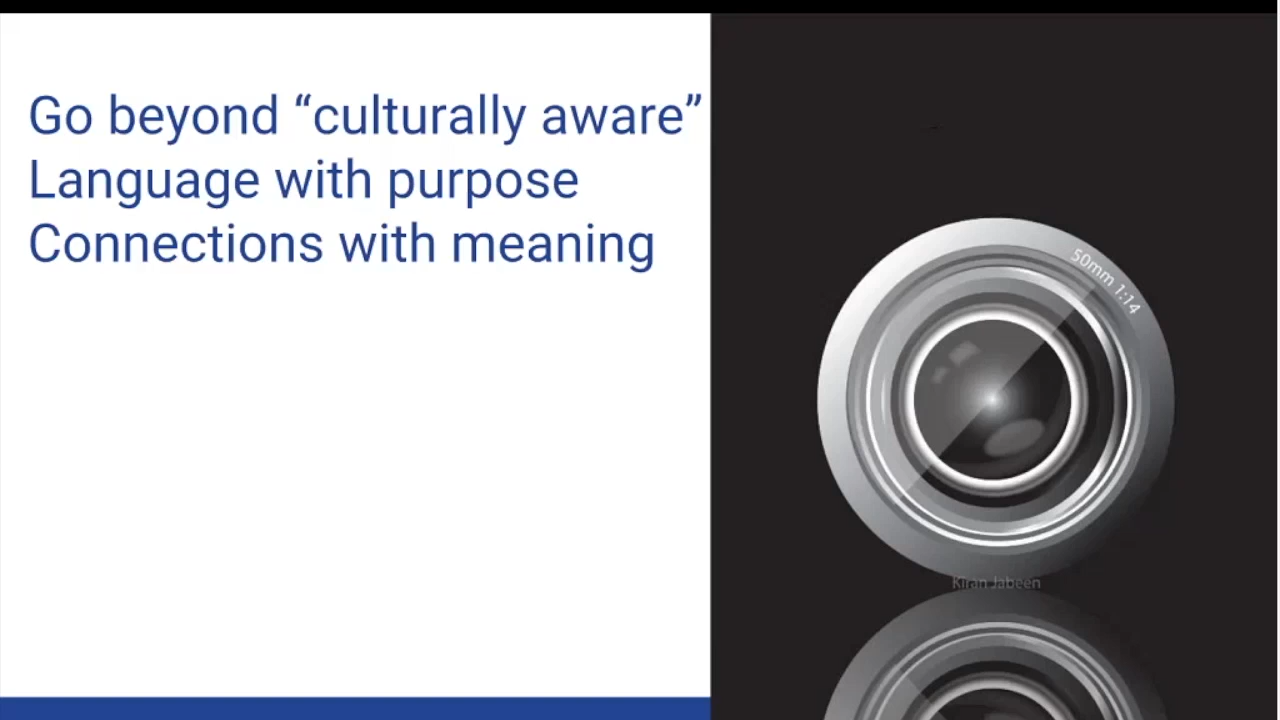 Go beyond “culturally aware”
Language with purpose
Connections with meaning
50mm 1:14
Kiran Jabeen